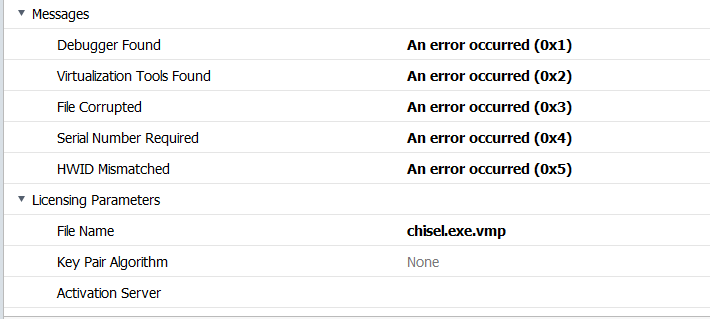 Messages
Debugger Found An error occurred (0x1)
Virtualization Tools Found An error occurred (0x2)
File Corrupted An error occurred (0x3)
Serial Number Required An error occurred (0x4)
HWID Mismatched An error occurred (0x5)
Licensing Parameters
File Name chisel.exe.vmp
Key Pair Algorithm None
Activation Server